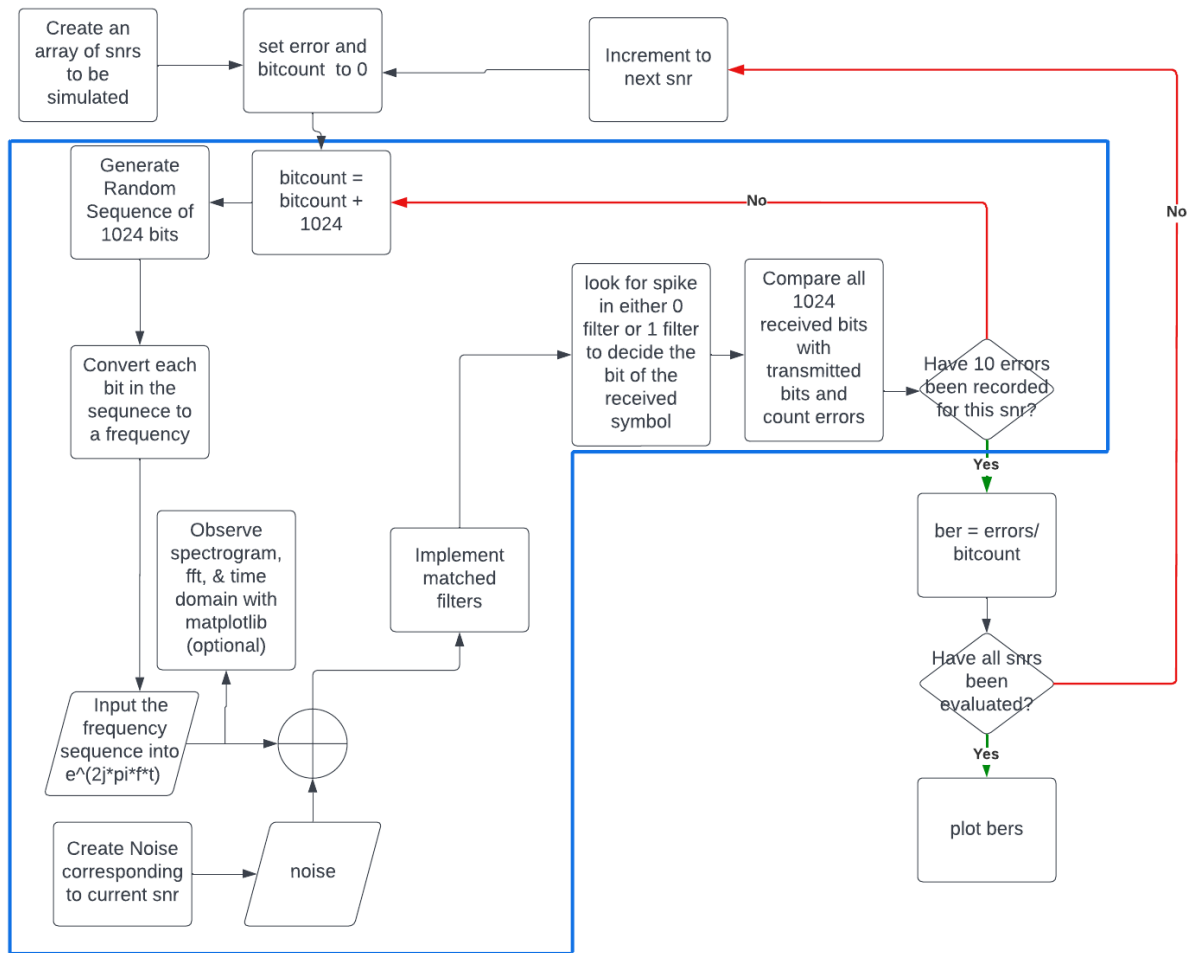 Create an
array of snrs
to be
simulated
set error and
bitcount to 0
Increment to
next snr
Generate
Random
Sequence of
1024 bits
bitcount =
bitcount +
1024
No
No
look for spike
in either 0
filter or 1 filter
to decide the
bit of the
received
symbol
Compare all
1024
received bits
with
transmitted
bits and
count errors
Have 10 errors
been recorded
for this snr?
Convert each
bit in the
sequnece to
a frequency
Yes
Observe
spectrogram,
fft, & time
domain with
matplotlib
(optional)
Implement
matched
filters
ber = errors/
bitcount
Have all snrs
been
evaluated?
Input the
frequency
sequence into
e^(2j*pi*f*t)
Yes
Create Noise
corresponding
to current snr
noise
plot bers